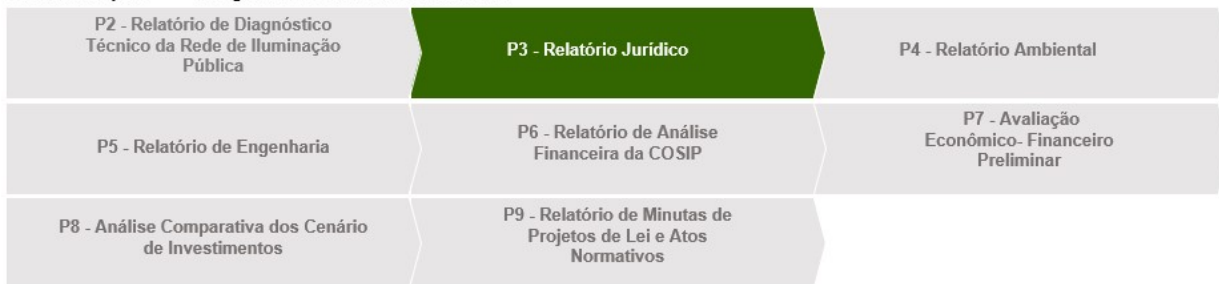 P2 - Relatório de Diagnóstico
Técnico da Rede de Iluminação
Pública
P3 - Relatório Jurídico
P4 - Relatório Ambiental
P5 - Relatório de Engenharia
P6 - Relatório de Análise
Financeira da COSIP
P7 - Avaliação
Econômico- Financeiro
Preliminar
P8 - Análise Comparativa dos Cenário
de Investimentos
P9 - Relatório de Minutas de
Projetos de Lei e Atos
Normativos